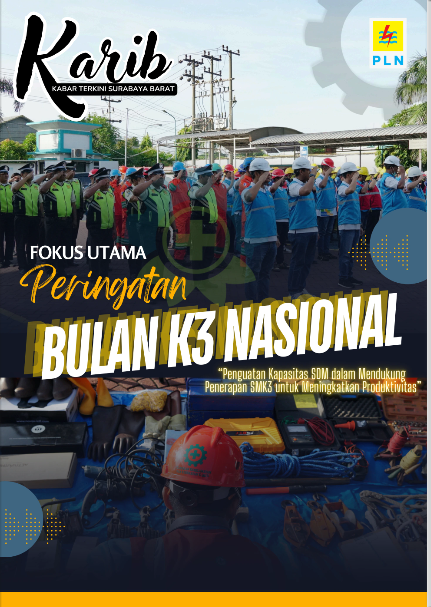 Karib
KABAR TERKINI SURABAYA BARAT
PLN
FOKUS UTAMA
Peringatan
BULAN K3 NASIONAL
“Penguatan Kapasitas SDM dalam Mendukung
Penerapan SMK3 untuk Meningkatkan Produktivitas”